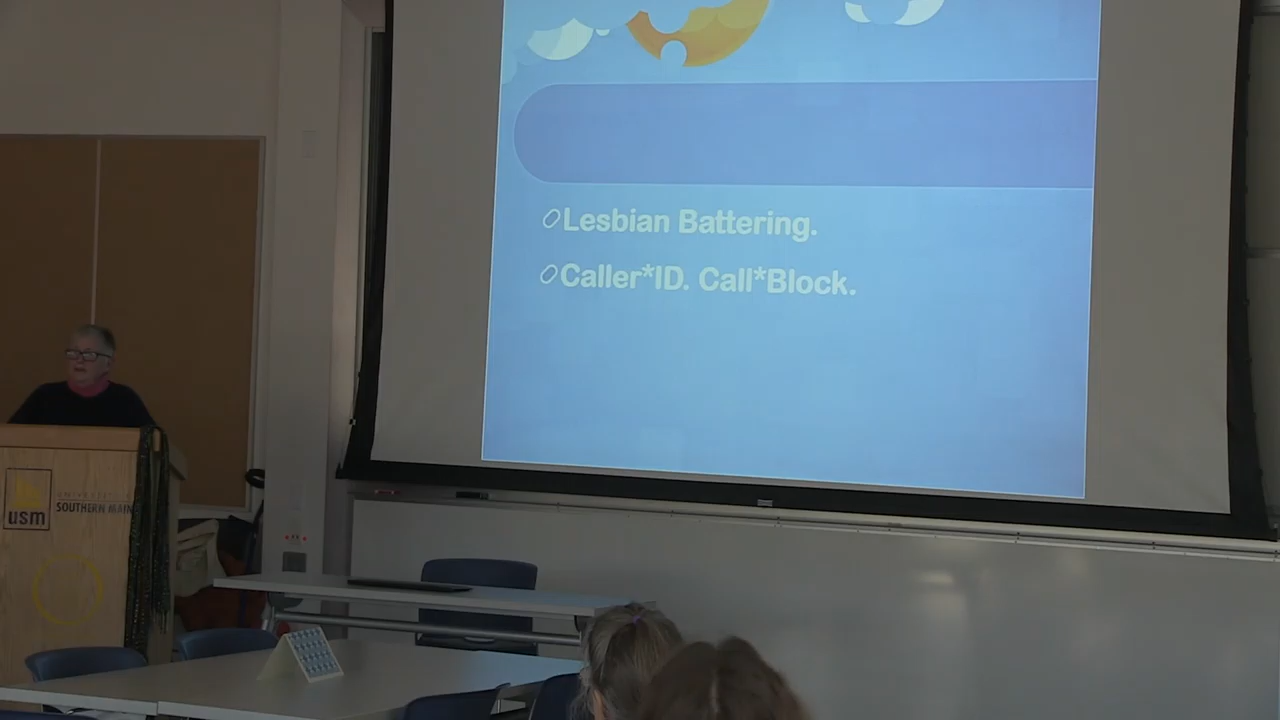 Lesbian Battering.
Caller*ID. Call*Block.
usm
SOUTHERN MAIN